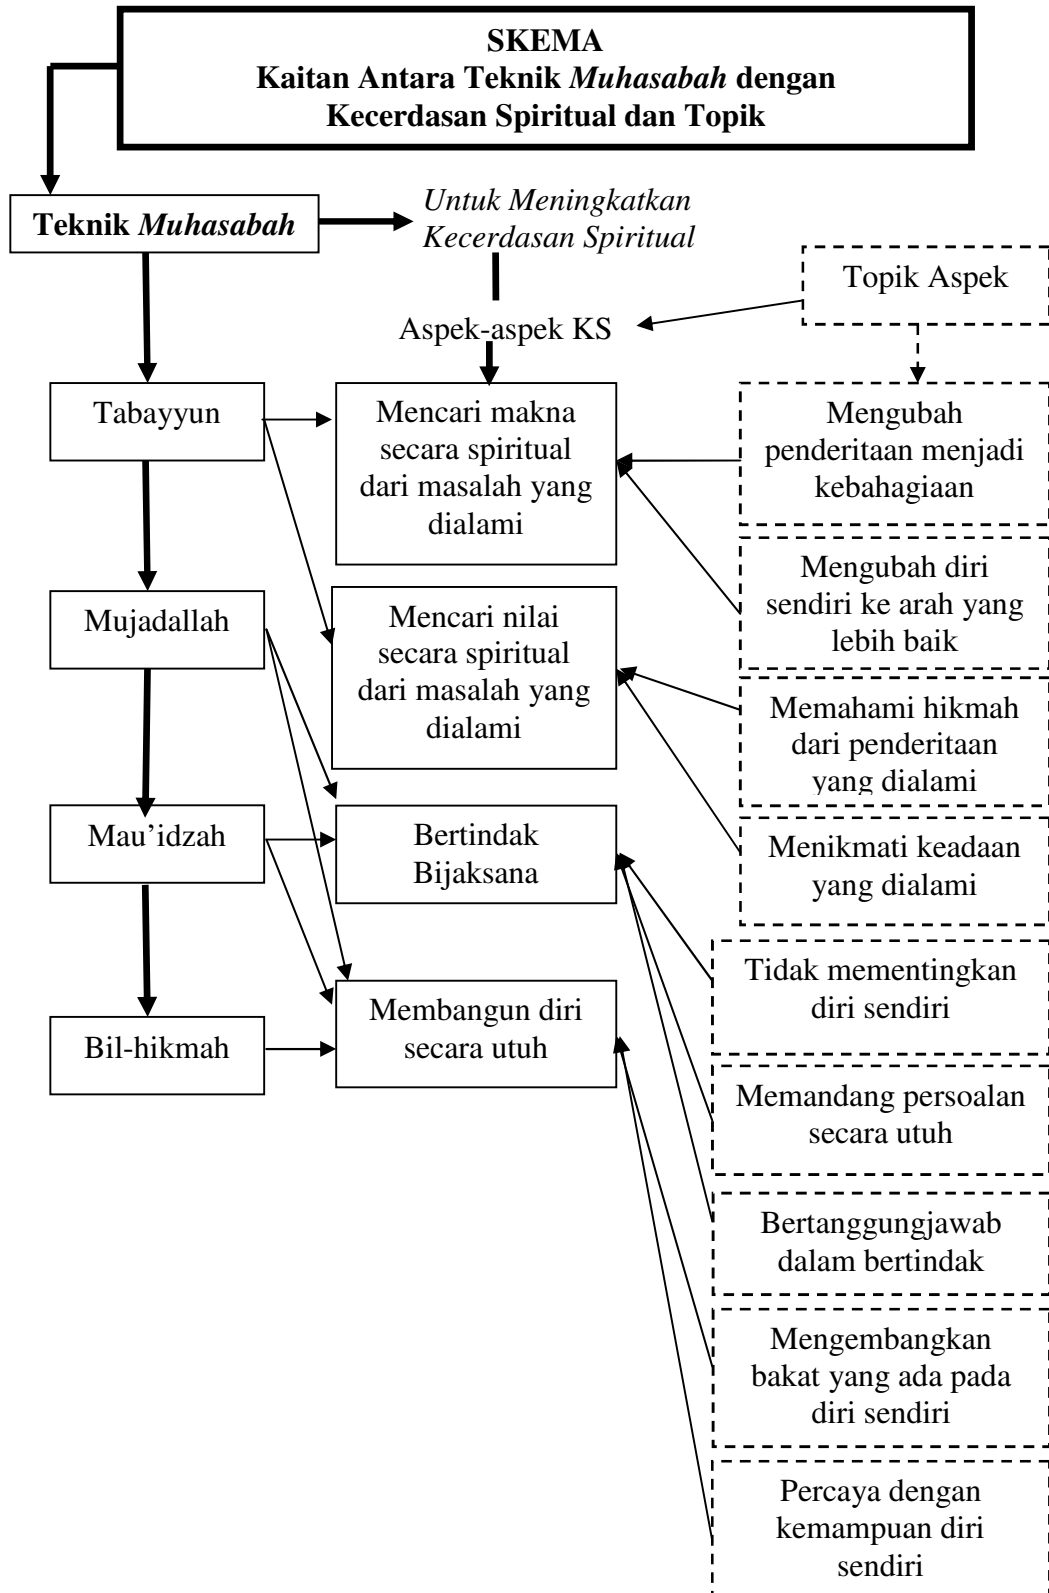 SKEMA
Kaitan Antara Teknik Muhasabah dengan
Kecerdasan Spiritual dan Topik
Teknik Muhasabah
Untuk Meningkatkan
Kecerdasan Spiritual
Topik Aspek
Aspek-aspek KS
Tabayyun
Mencari makna
secara spiritual
dari masalah yang
dialami
Mengubah
penderitaan menjadi
kebahagiaan
Mengubah diri
sendiri ke arah yang
lebih baik
Mujadallah
Mencari nilai
secara spiritual
dari masalah yang
dialami
Memahami hikmah
dari penderitaan
yang dialami
Mau’idzah
Bertindak
Bijaksana
Menikmati keadaan
yang dialami
Tidak mementingkan
diri sendiri
Bil-hikmah
Membangun diri
secara utuh
Memandang persoalan
secara utuh
Bertanggungjawab
dalam bertindak
Mengembangkan
bakat yang ada pada
diri sendiri
Percaya dengan
kemampuan diri
sendiri